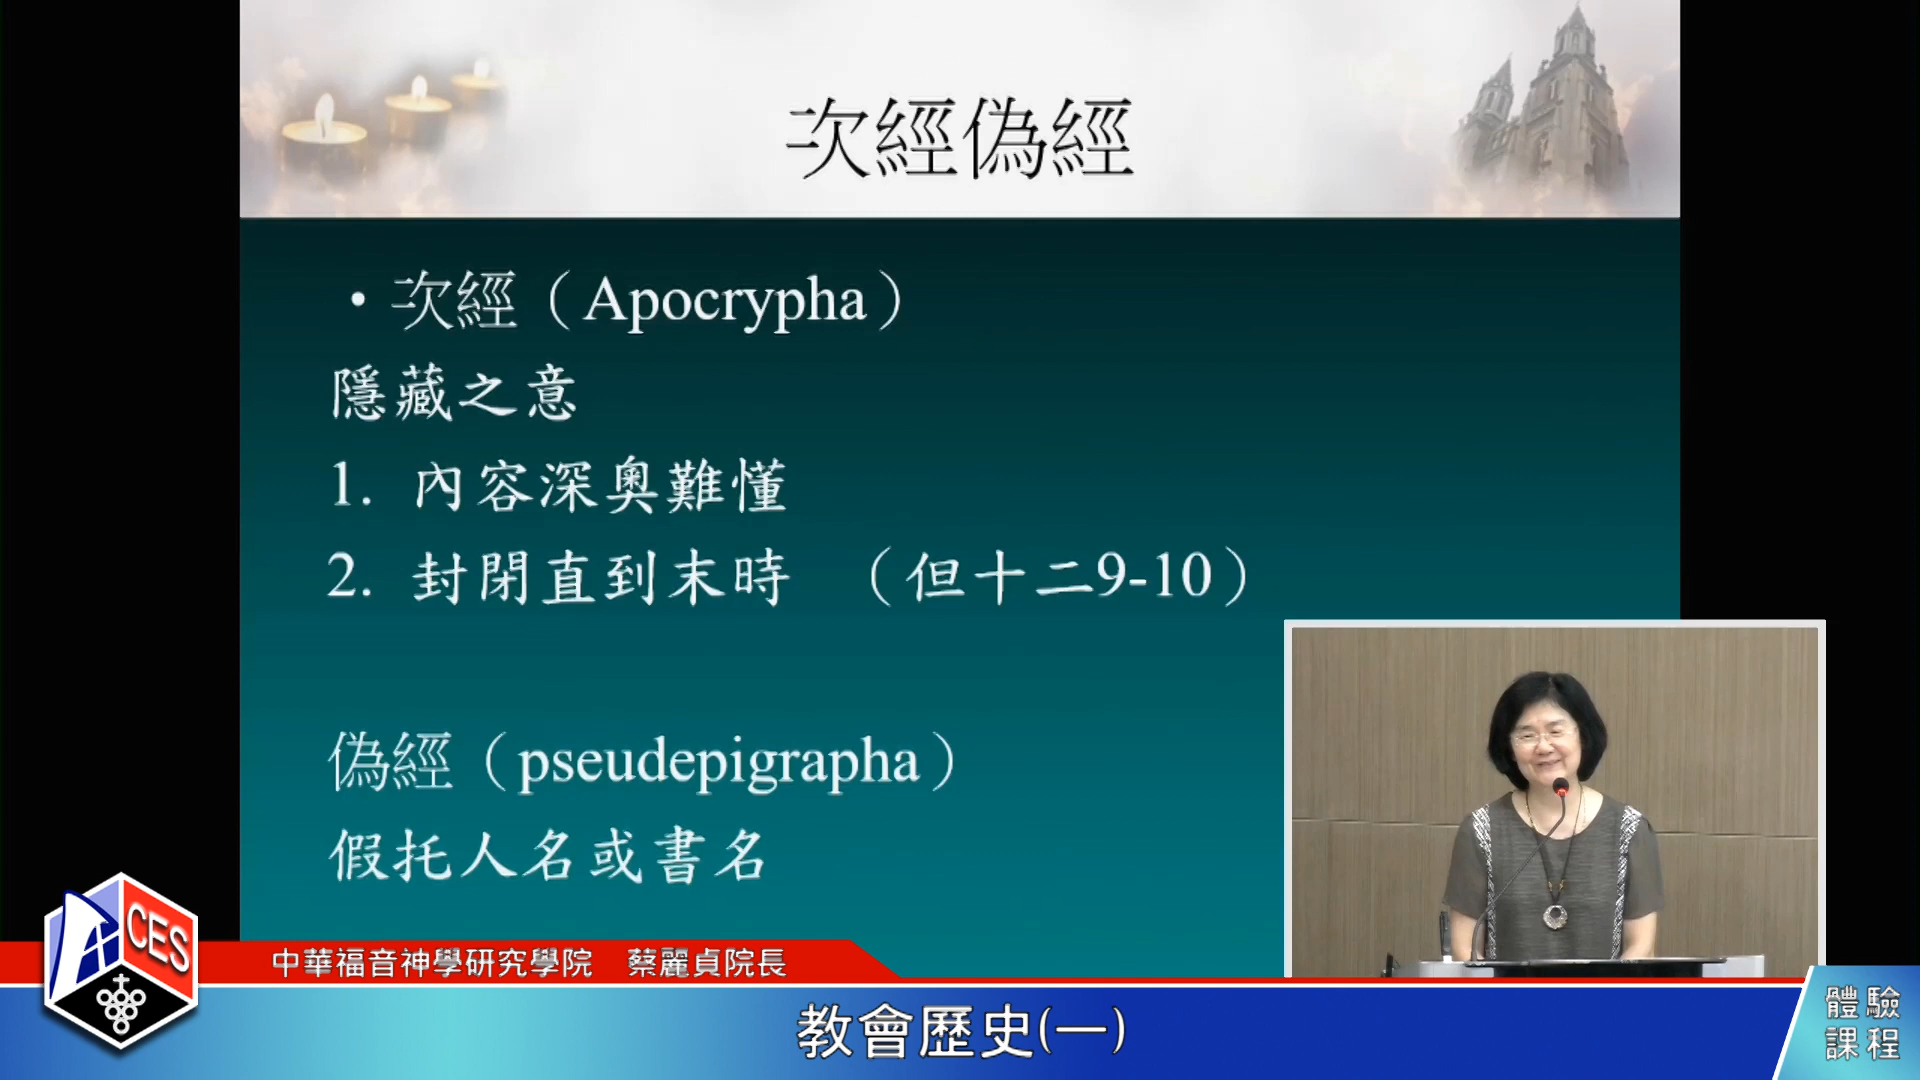 次經偽經
•次經（Apocrypha）
隱藏之意
1. 內容深奧難懂
2. 封閉直到末時 （但十二9-10）
偽經（pseudepigrapha）
假托人名或書名
CES
中華福音神學研究學院 蔡麗貞院長
教會歷史(一)
體驗
課程